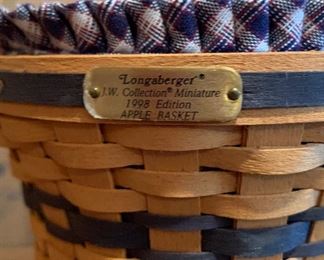 Longaberger®
J.W. Collection® Miniature
1998 Edition
APPLE BASKET